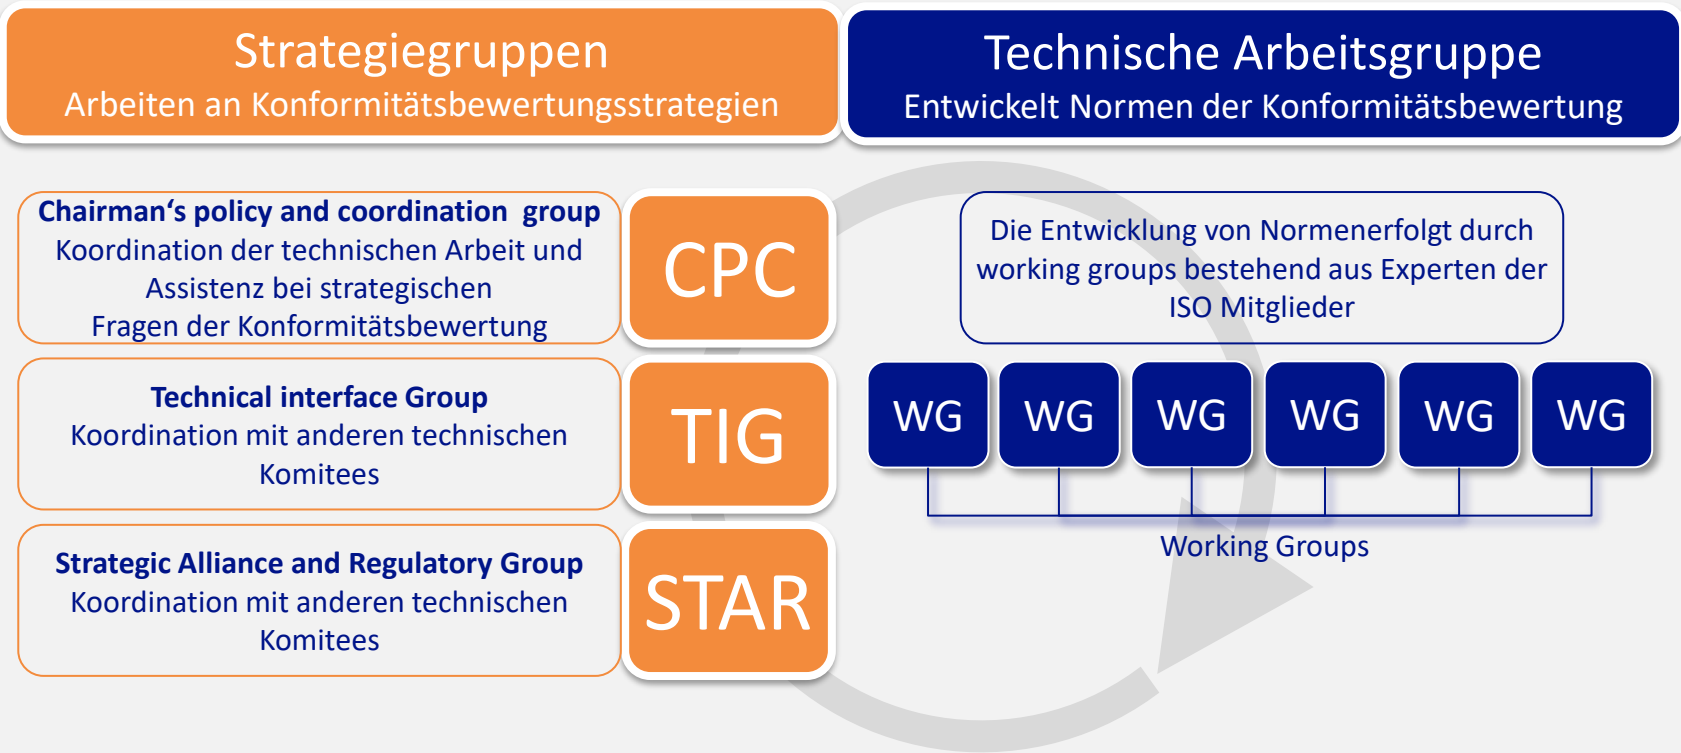 Strategiegruppen
Arbeiten an Konformitätsbewertungsstrategien
Technische Arbeitsgruppe
Entwickelt Normen der Konformitätsbewertung
Chairman‘s policy and coordination group
Koordination der technischen Arbeit und
Assistenz bei strategischen
Fragen der Konformitätsbewertung
CPC
Technical interface Group
Koordination mit anderen technischen
Komitees
TIG
Strategic Alliance and Regulatory Group
Koordination mit anderen technischen
Komitees
STAR
Die Entwicklung von Normenerfolgt durch
working groups bestehend aus Experten der
ISO Mitglieder
WG WG WG WG WG WG
Working Groups